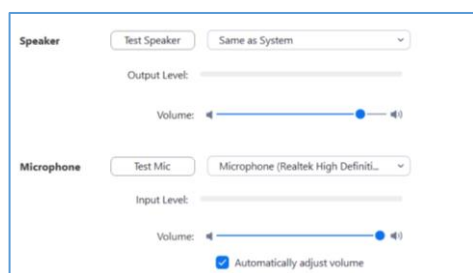 Speaker Test Speaker Same as System
Output Level:
Volume:
Microphone Test Mic Microphone (Realtek High Definiti...
Input Level:
Volume:
Automatically adjust volume